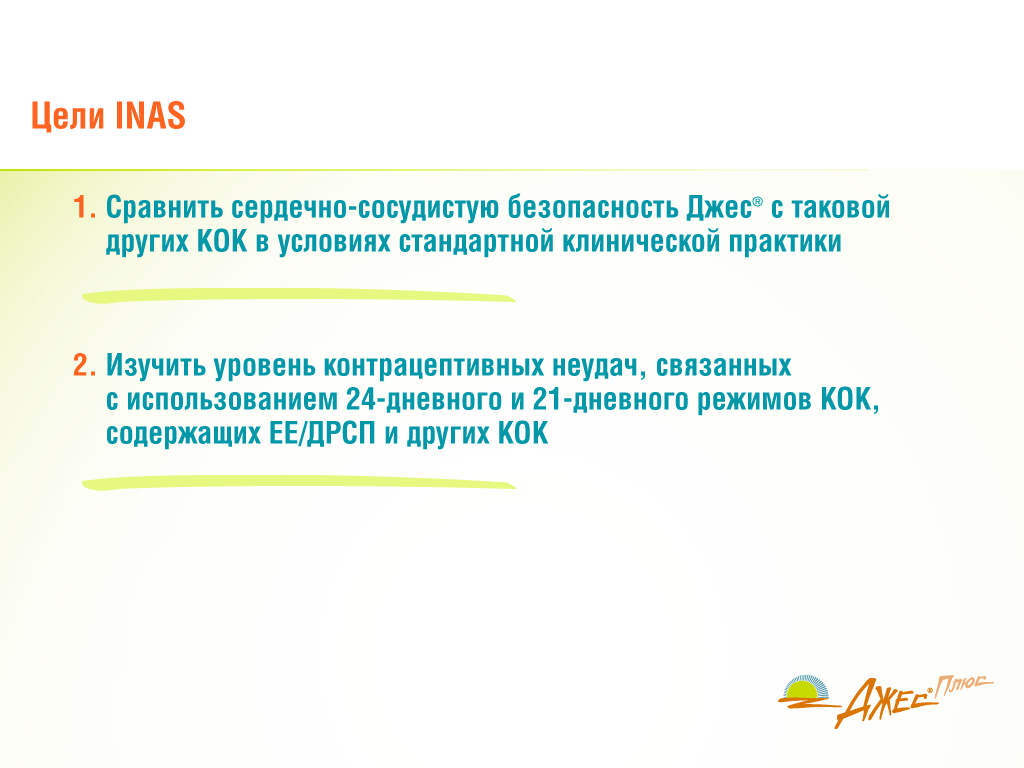 Цели INAS
1. Сравнить сердечно-сосудистую безопасность Джес® с таковой
других КОК в условиях стандартной клинической практики
2. Изучить уровень контрацептивных неудач, связанных
с использованием 24-дневного и 21-дневного режимов КОК,
содержащих ЕЕ/ДРСП и других КОК
Джес® Плюс